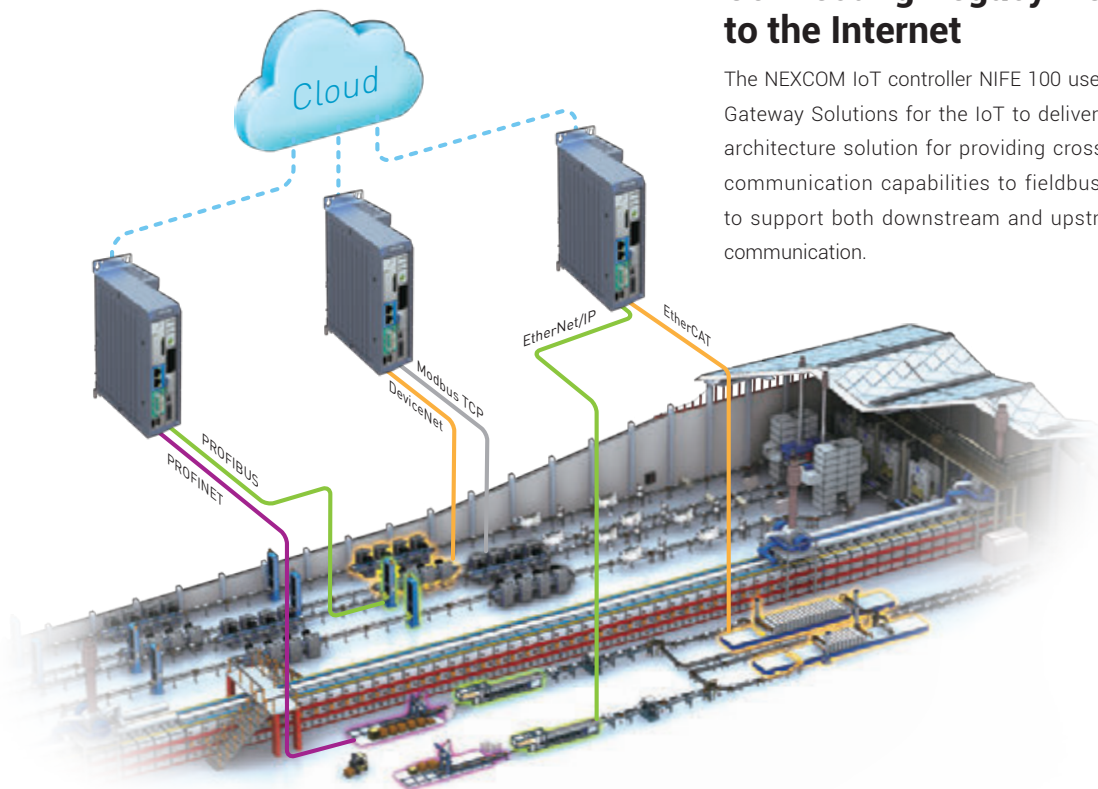 to the Internet
The NEXCOM IoT controller NIFE 100 use
Gateway Solutions for the IoT to deliver
architecture solution for providing cross
communication capabilities to fieldbus
to support both downstream and upstr
communication.
Cloud
EtherNet/IP
EtherCAT
Modbus TCP
DeviceNet
PROFIBUS
PROFINET